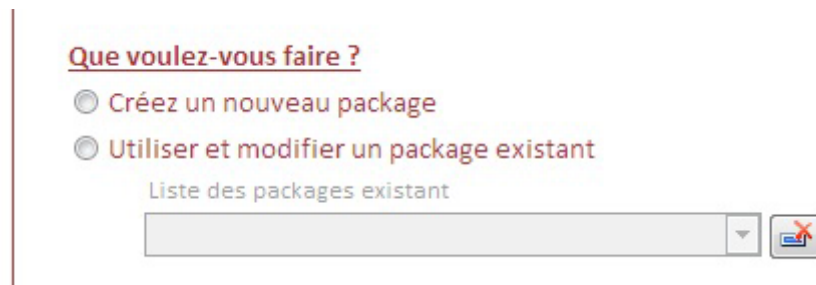 Que voulez-vous faire ?
Créez un nouveau package
Utiliser et modifier un package existant
Liste des packages existant